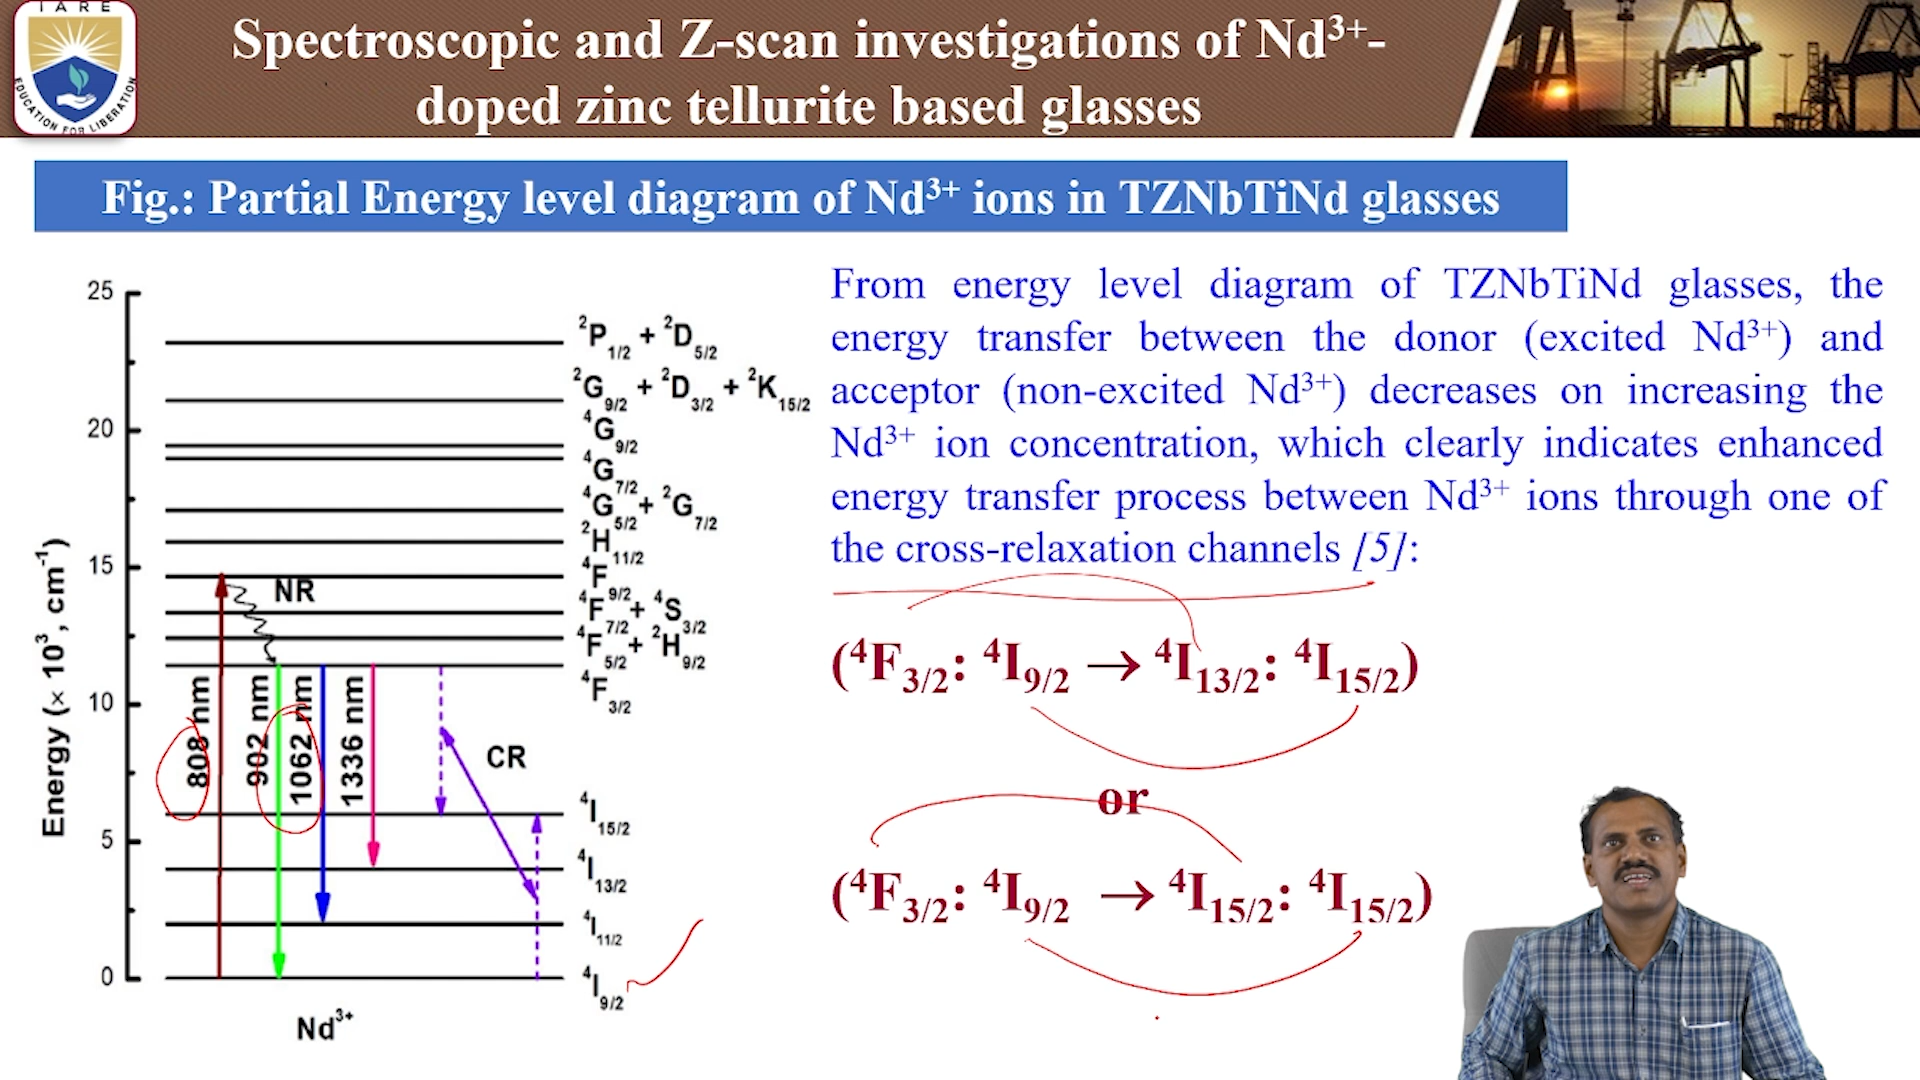 IARE
EDUCATION FOR LIBERATION
Spectroscopic and Z-scan investigations of Nd³⁺-
doped zinc tellurite based glasses
Fig.: Partial Energy level diagram of Nd³⁺ ions in TZNbTiNd glasses
Energy (× 10³, cm⁻¹)
25
20
15
10
5
0
²P1/2 + ²D5/2
²G9/2 + ²D3/2 + ²K15/2
⁴G9/2
⁴G7/2
⁴G5/2 + ²G7/2
²H11/2
⁴F9/2
⁴F7/2 + ⁴S3/2
⁴F5/2 + ²H9/2
⁴F3/2
⁴I15/2
⁴I13/2
⁴I11/2
⁴I9/2
NR
808 nm
902 nm
1062 nm
1336 nm
CR
Nd³⁺
From energy level diagram of TZNbTiNd glasses, the
energy transfer between the donor (excited Nd³⁺) and
acceptor (non-excited Nd³⁺) decreases on increasing the
Nd³⁺ ion concentration, which clearly indicates enhanced
energy transfer process between Nd³⁺ ions through one of
the cross-relaxation channels [5]:
(⁴F3/2: ⁴I9/2 → ⁴I13/2: ⁴I15/2)
or
(⁴F3/2: ⁴I9/2 → ⁴I15/2: ⁴I15/2)